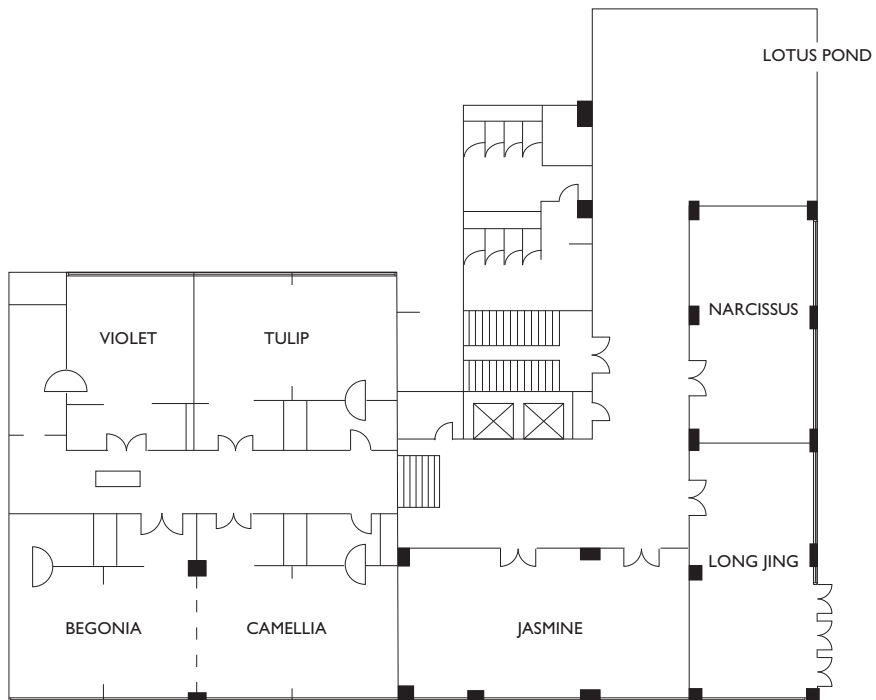 LOTUS POND
NARCISSUS
VIOLET
TULIP
LONG JING
BEGONIA
CAMELLIA
JASMINE